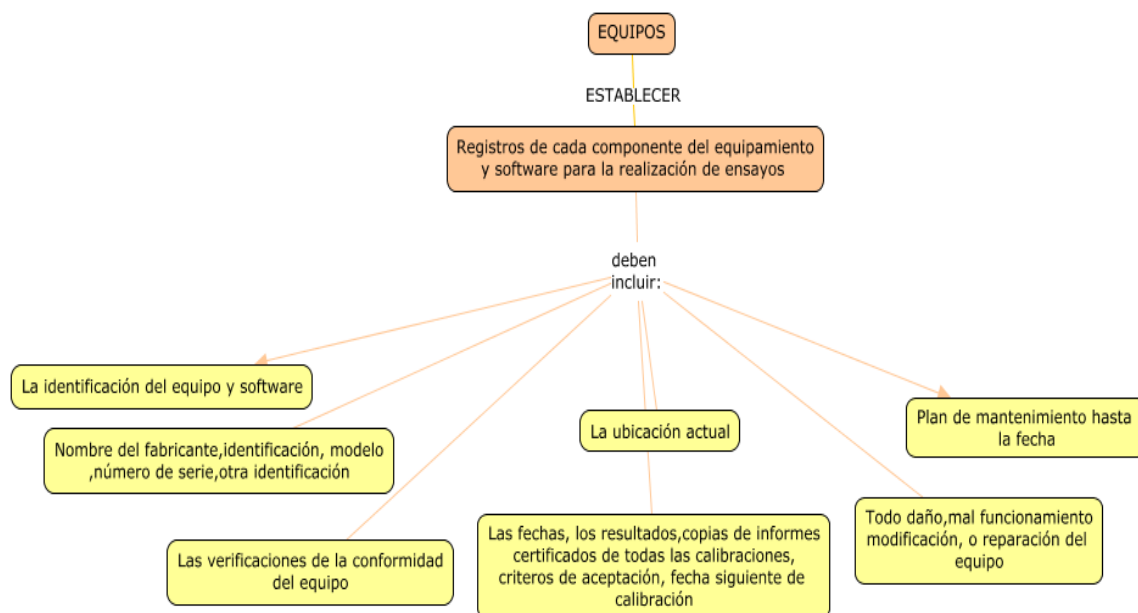 EQUIPOS
ESTABLECER
Registros de cada componente del equipamiento
y software para la realización de ensayos
deben
incluir:
La identificación del equipo y software
Nombre del fabricante,identificación, modelo
,número de serie,otra identificación
Las verificaciones de la conformidad
del equipo
La ubicación actual
Las fechas, los resultados,copias de informes
certificados de todas las calibraciones,
criteros de aceptación, fecha siguiente de
calibración
Plan de mantenimiento hasta
la fecha
Todo daño,mal funcionamiento
modificación, o reparación del
equipo